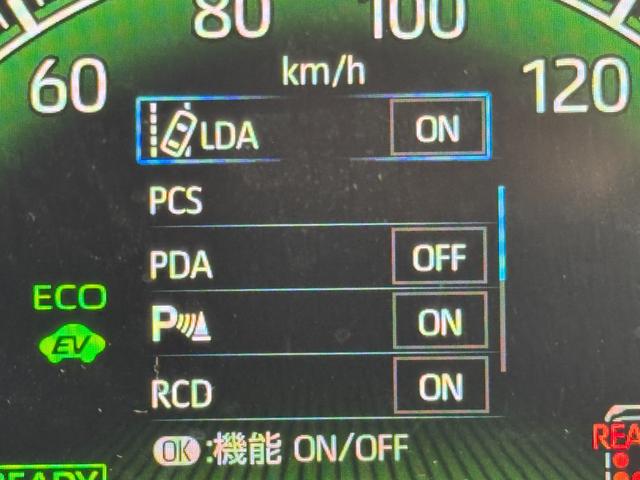 80 100
60 km/h 120
LDA ON
PCS
PDA OFF
ECO
P ON
EV
RCD ON
OK:機能 ON/OFF
READY